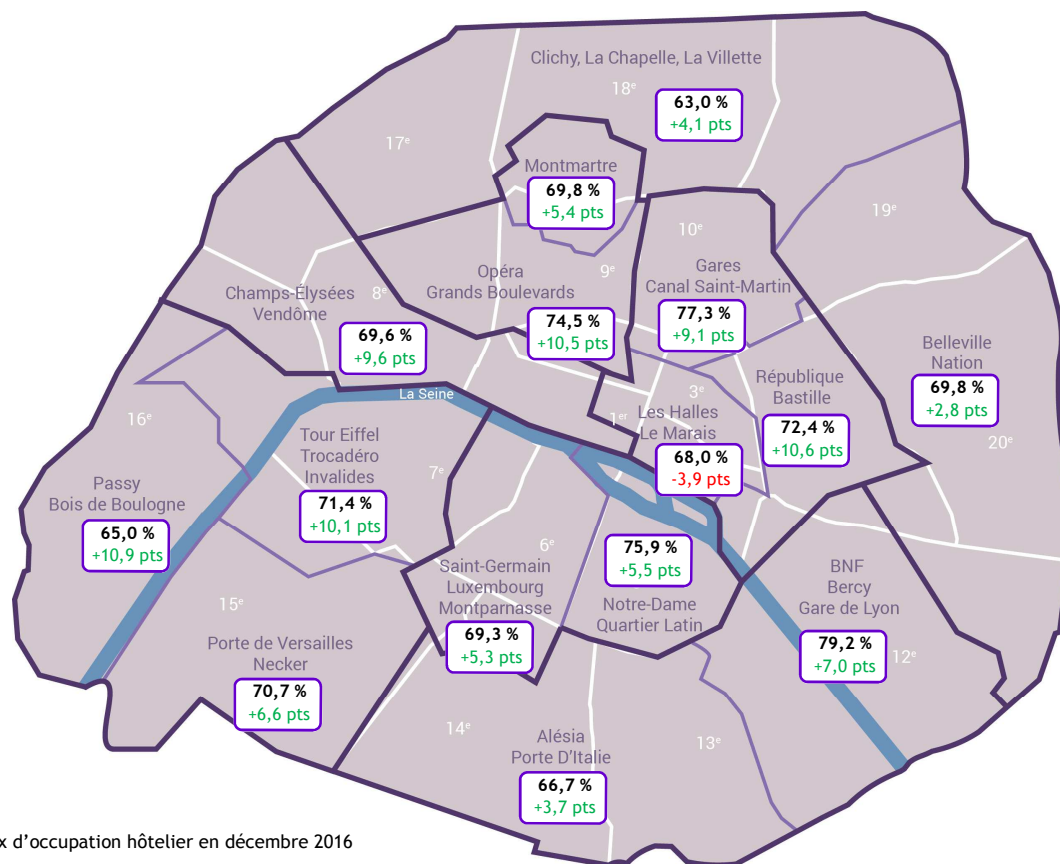 Clichy, La Chapelle, La Villette
18e
63,0 %
+4,1 pts
17e
Montmartre
69,8 %
+5,4 pts
19e
10e
Gares
Canal Saint-Martin
77,3 %
+9,1 pts
9e
Opéra
Grands Boulevards
74,5 %
+10,5 pts
8e
Champs-Élysées
Vendôme
69,6 %
+9,6 pts
Belleville
Nation
69,8 %
+2,8 pts
20e
République
Bastille
72,4 %
+10,6 pts
3e
1er
Les Halles
Le Marais
68,0 %
-3,9 pts
La Seine
16e
Passy
Bois de Boulogne
65,0 %
+10,9 pts
Tour Eiffel
Trocadéro
Invalides
71,4 %
+10,1 pts
7e
6e
Saint-Germain
Luxembourg
Montparnasse
69,3 %
+5,3 pts
75,9 %
+5,5 pts
Notre-Dame
Quartier Latin
BNF
Bercy
Gare de Lyon
79,2 %
+7,0 pts
12e
15e
Porte de Versailles
Necker
70,7 %
+6,6 pts
14e
13e
Alésia
Porte D'Italie
66,7 %
+3,7 pts
x d'occupation hôtelier en décembre 2016